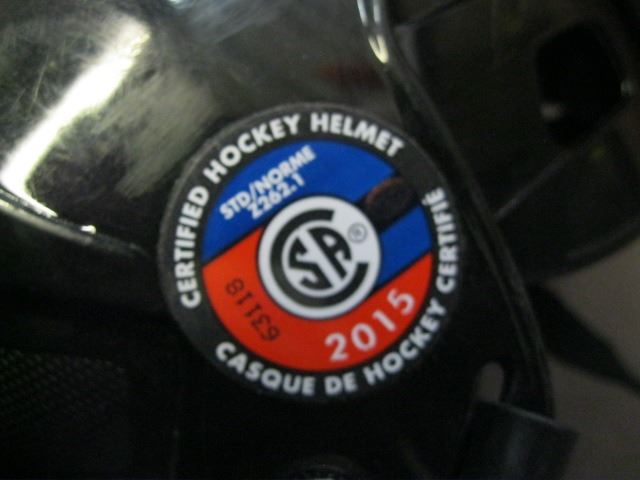 CERTIFIED HOCKEY HELMET
STD/NORME
Z262.1
CSA®
63118
2015
CASQUE DE HOCKEY CERTIFIÉ